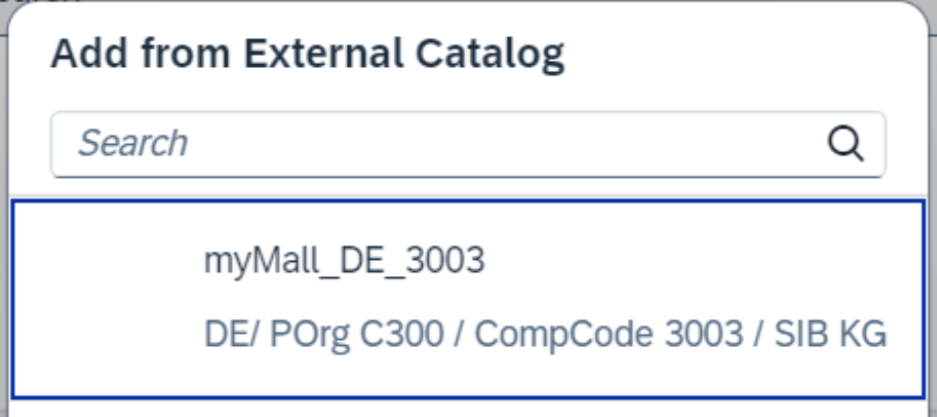 Add from External Catalog
Search
myMall_DE_3003
DE/ POrg C300 / CompCode 3003 / SIB KG